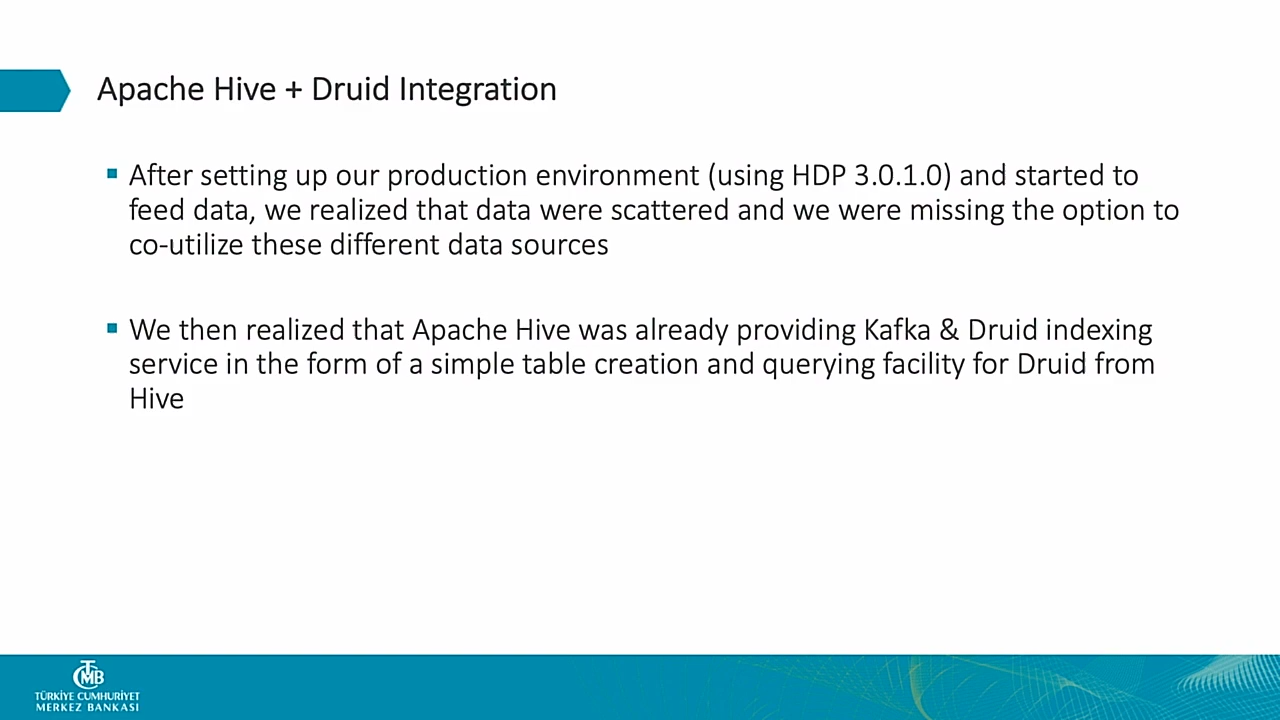 Apache Hive + Druid Integration
After setting up our production environment (using HDP 3.0.1.0) and started to
feed data, we realized that data were scattered and we were missing the option to
co-utilize these different data sources
We then realized that Apache Hive was already providing Kafka & Druid indexing
service in the form of a simple table creation and querying facility for Druid from
Hive
TCMB
TÜRKİYE CUMHURİYET
MERKEZ BANKASI